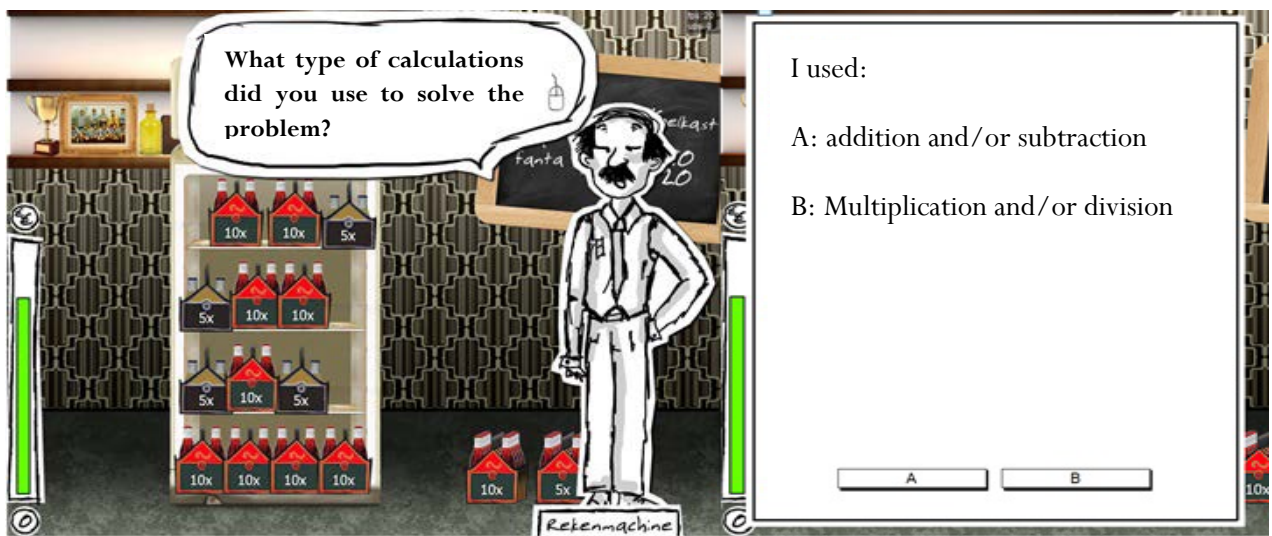 What type of calculations
did you use to solve the
problem?
fanta
20
10x 10x 5x
5x 10x 10x
5x 10x 5x
10x 10x 10x 10x
10x 5x
Rekenmachine
I used:
A: addition and/or subtraction
B: Multiplication and/or division
A B
10x